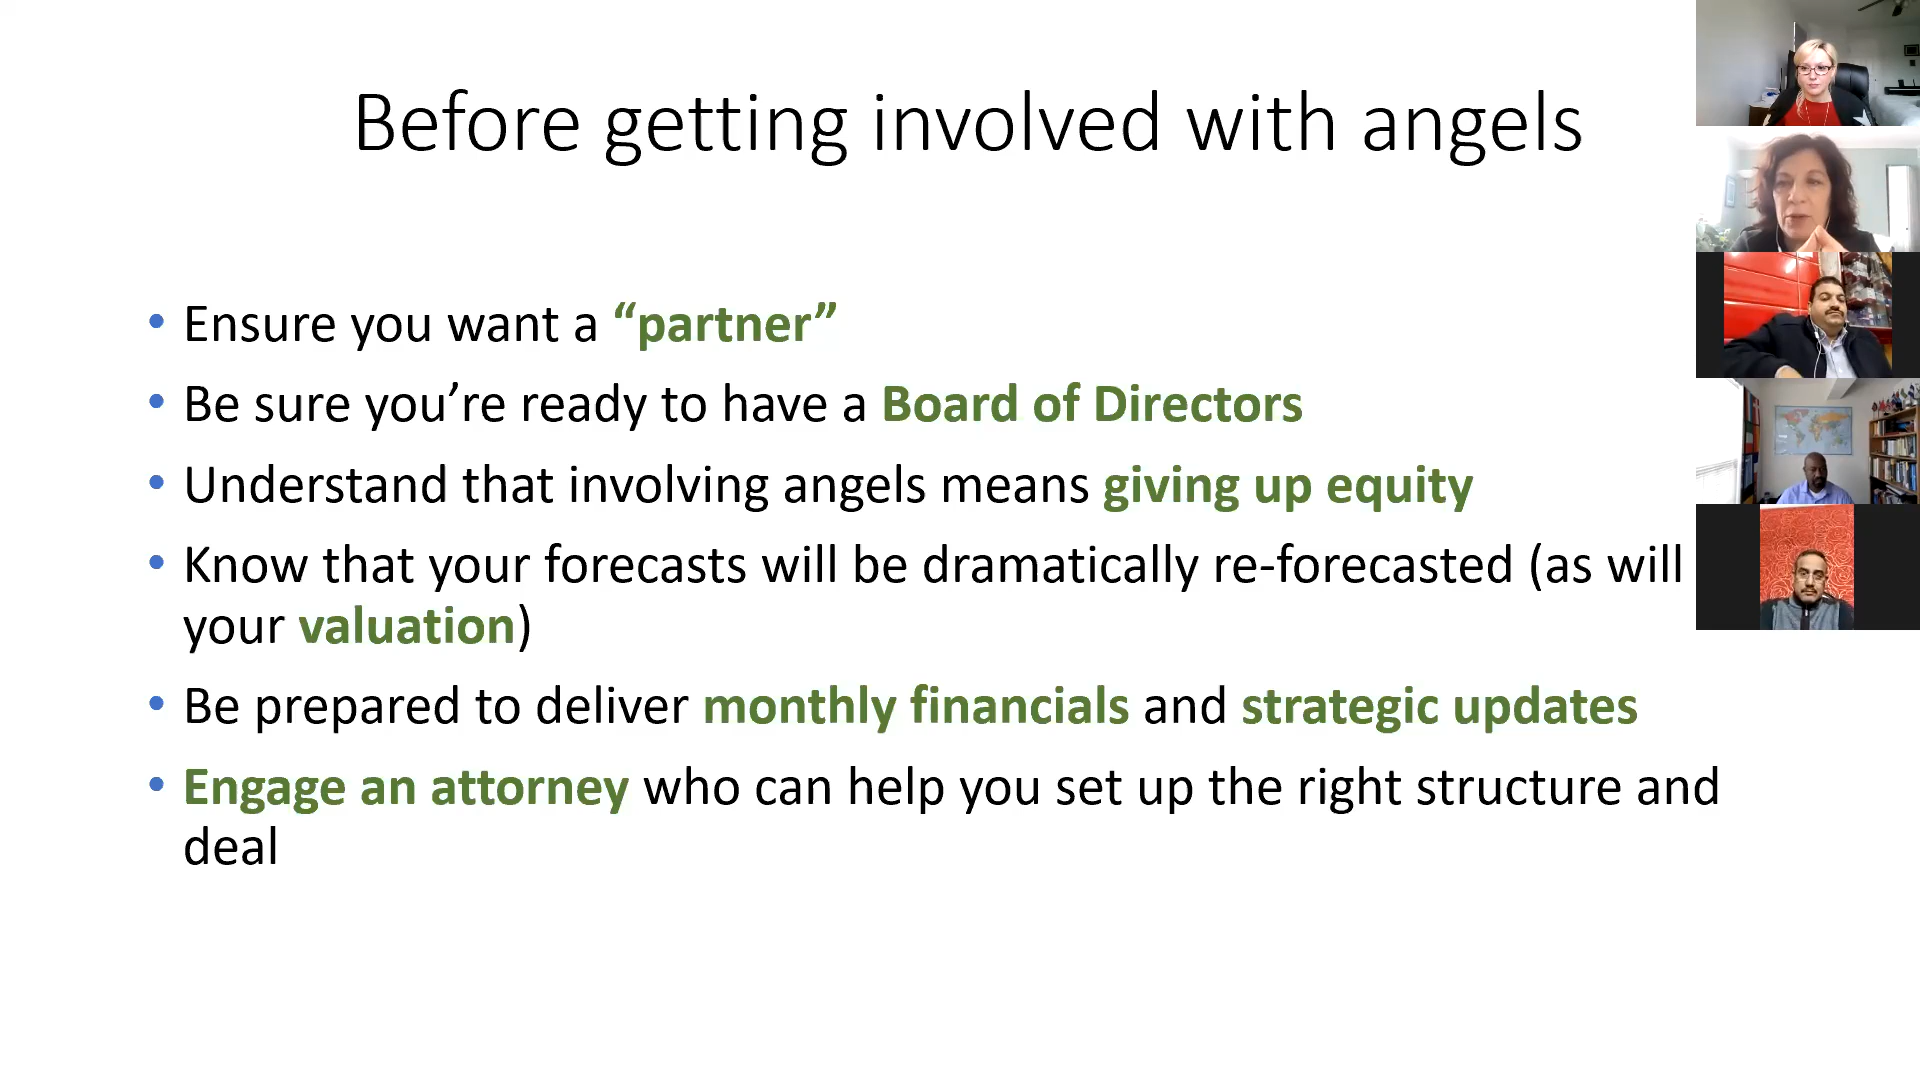 Before getting involved with angels
• Ensure you want a “partner”
• Be sure you’re ready to have a Board of Directors
• Understand that involving angels means giving up equity
• Know that your forecasts will be dramatically re-forecasted (as will
your valuation)
• Be prepared to deliver monthly financials and strategic updates
• Engage an attorney who can help you set up the right structure and
deal